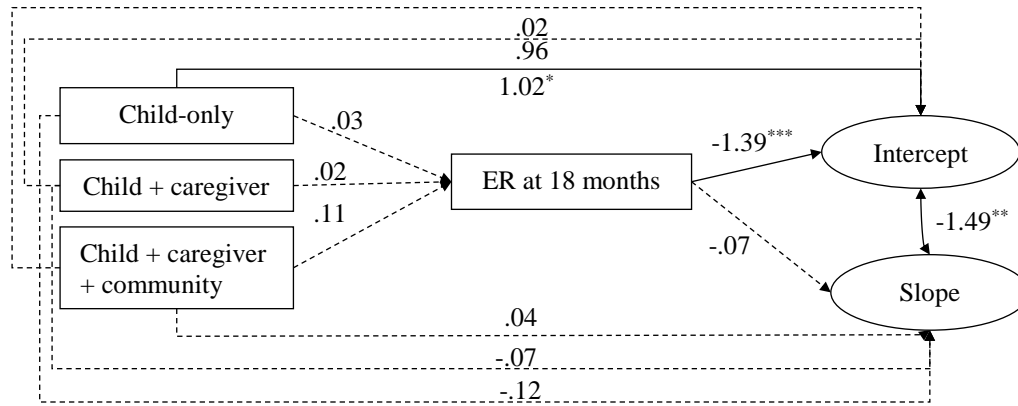 .02
.96
1.02*
Child-only
.03
-1.39***
Intercept
Child + caregiver
.02
ER at 18 months
.11
-1.49**
Child + caregiver
+ community
-.07
Slope
.04
-.07
-.12